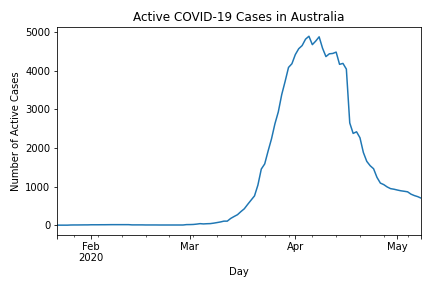 Active COVID-19 Cases in Australia
Number of Active Cases
5000
4000
3000
2000
1000
0
Feb Mar Apr May
2020
Day